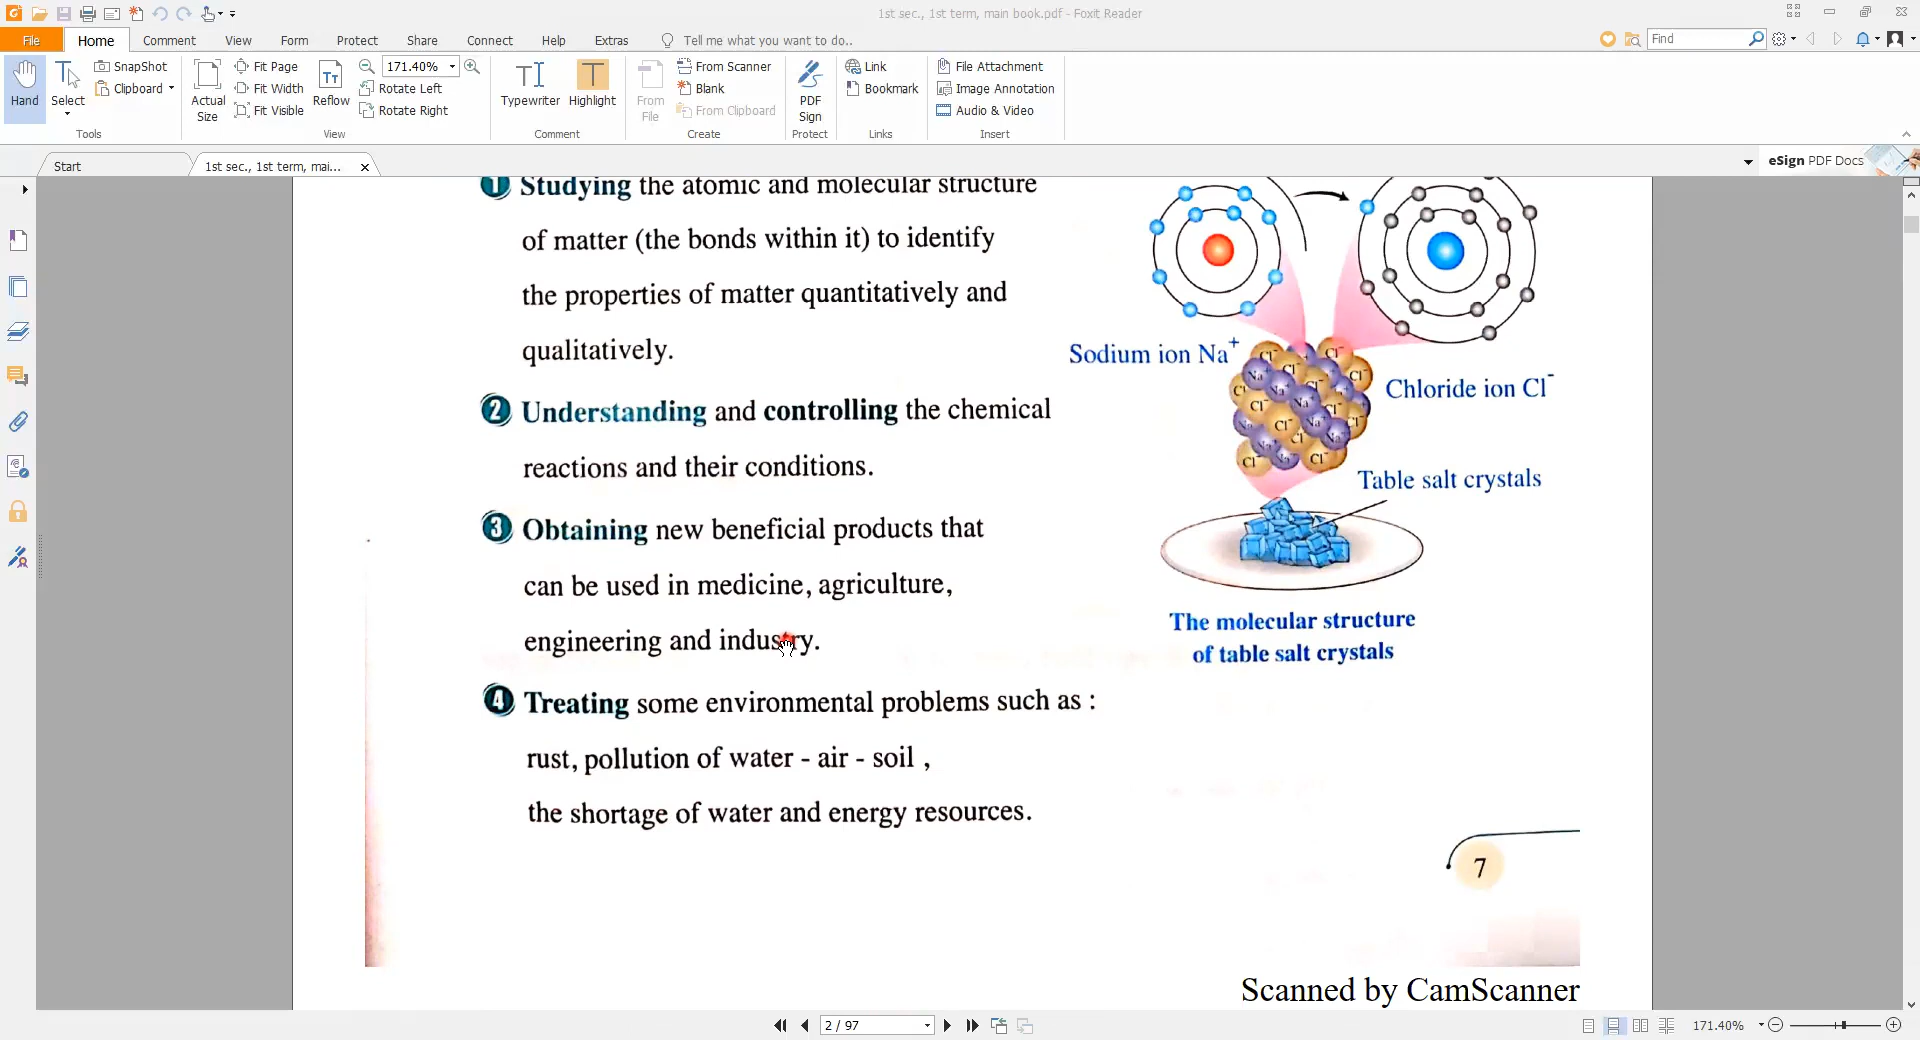 1st sec., 1st term, main book.pdf - Foxit Reader
File
Home
Comment
View
Form
Protect
Share
Connect
Help
Extras
Tell me what you want to do..
Find
Hand
Select
SnapShot
Clipboard
Tools
Actual Size
Fit Page
Fit Width
Fit Visible
Reflow
171.40%
Rotate Left
Rotate Right
View
Typewriter
Highlight
Comment
From File
From Scanner
Blank
From Clipboard
Create
PDF Sign
Protect
Link
Bookmark
Links
File Attachment
Image Annotation
Audio & Video
Insert
Start
1st sec., 1st term, mai...
eSign PDF Docs
1 Studying the atomic and molecular structure
of matter (the bonds within it) to identify
the properties of matter quantitatively and
qualitatively.
2 Understanding and controlling the chemical
reactions and their conditions.
3 Obtaining new beneficial products that
can be used in medicine, agriculture,
engineering and industry.
4 Treating some environmental problems such as :
rust, pollution of water - air - soil ,
the shortage of water and energy resources.
Sodium ion Na+
Chloride ion Cl-
Table salt crystals
The molecular structure
of table salt crystals
7
Scanned by CamScanner
2 / 97
171.40%